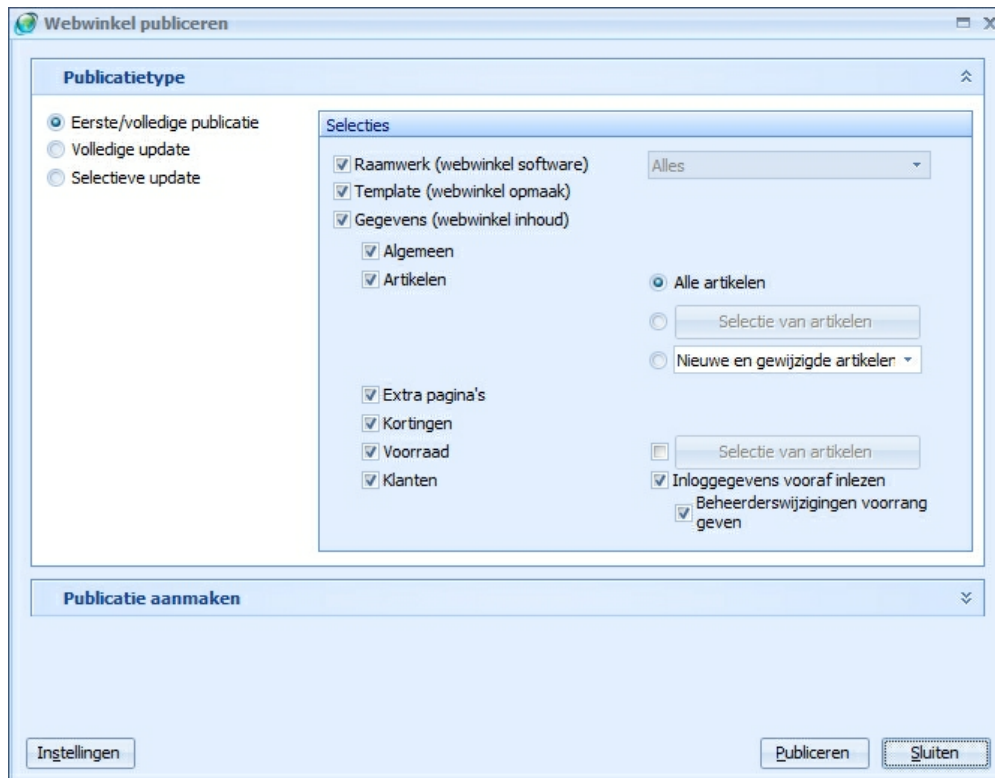 Webwinkel publiceren
Publicatietype
Eerste/volledige publicatie
Volledige update
Selectieve update
Selecties
Raamwerk (webwinkel software)
Alles
Template (webwinkel opmaak)
Gegevens (webwinkel inhoud)
Algemeen
Artikelen
Alle artikelen
Selectie van artikelen
Nieuwe en gewijzigde artikelen
Extra pagina's
Kortingen
Voorraad
Selectie van artikelen
Klanten
Inloggegevens vooraf inlezen
Beheerderswijzigingen voorrang
geven
Publicatie aanmaken
Instellingen
Publiceren
Sluiten